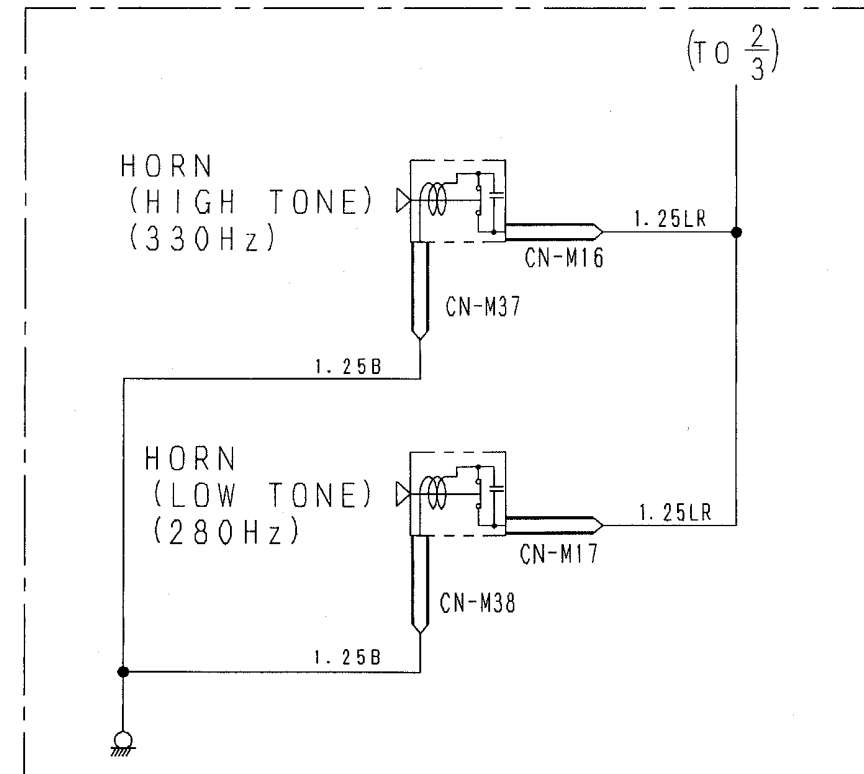 (TO 2/3)
HORN
(HIGH TONE)
(330Hz)
1.25LR
CN-M16
CN-M37
1.25B
HORN
(LOW TONE)
(280Hz)
1.25LR
CN-M17
CN-M38
1.25B